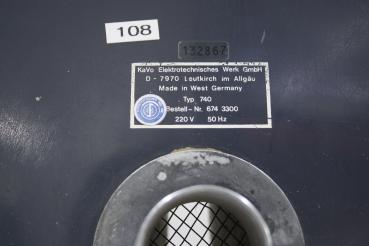 108
132867
KaVo Elektrotechnisches Werk GmbH
D - 7970 Leutkirch im Allgäu
Made in West Germany
Typ 740
Bestell - Nr. 674 3300
220 V 50 Hz